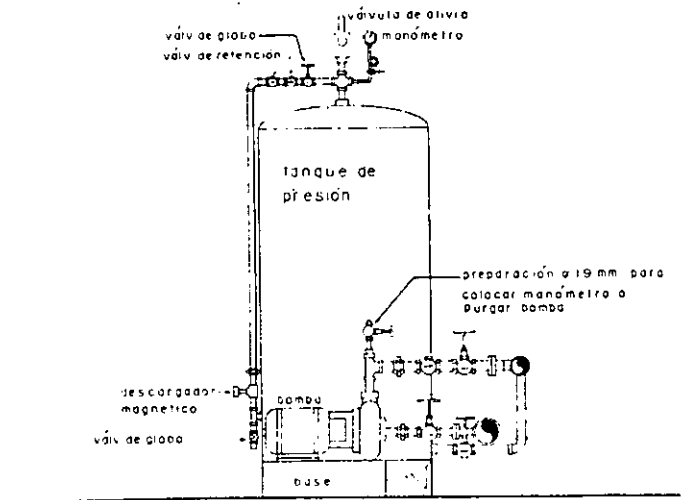 válvula de alivio
válv de globo
manómetro
válv de retención
tanque de
presión
preparación ø 19 mm para
colocar manómetro o
purgar bomba
descargador
magnético
bomba
válv de globo
base